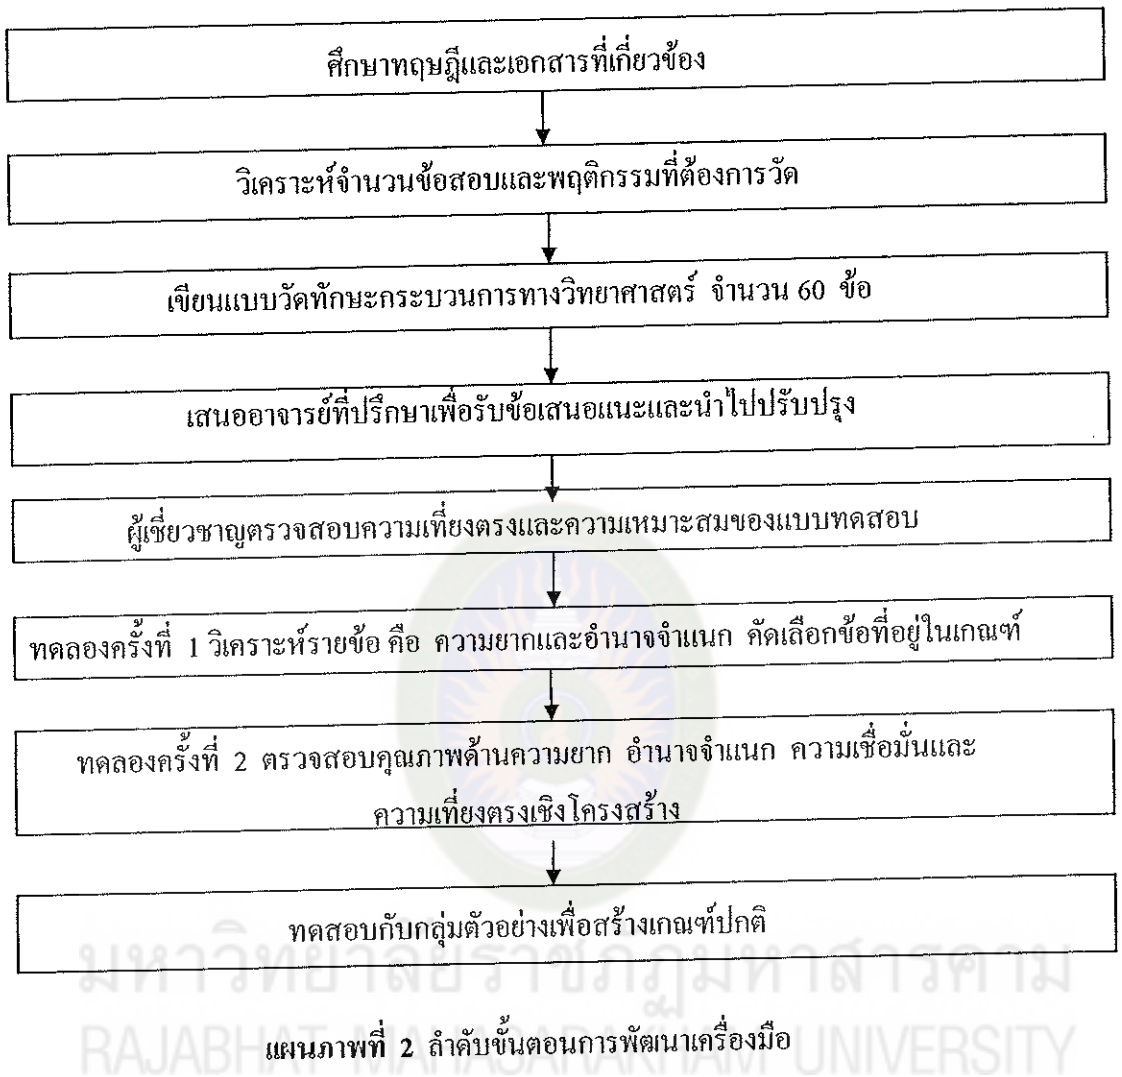 ศึกษาทฤษฎีและเอกสารที่เกี่ยวข้อง
วิเคราะห์จำนวนข้อสอบและพฤติกรรมที่ต้องการวัด
เขียนแบบวัดทักษะกระบวนการทางวิทยาศาสตร์ จำนวน 60 ข้อ
เสนออาจารย์ที่ปรึกษาเพื่อรับข้อเสนอแนะและนำไปปรับปรุง
ผู้เชี่ยวชาญตรวจสอบความเที่ยงตรงและความเหมาะสมของแบบทดสอบ
ทดลองครั้งที่ 1 วิเคราะห์รายข้อ คือ ความยากและอำนาจจำแนก คัดเลือกข้อที่อยู่ในเกณฑ์
ทดลองครั้งที่ 2 ตรวจสอบคุณภาพด้านความยาก อำนาจจำแนก ความเชื่อมั่นและ
ความเที่ยงตรงเชิงโครงสร้าง
ทดสอบกับกลุ่มตัวอย่างเพื่อสร้างเกณฑ์ปกติ
มหาวิทยาลัยราชภัฏมหาสารคาม
แผนภาพที่ 2 ลำดับขั้นตอนการพัฒนาเครื่องมือ
RAJABHAT MAHASARAKHAM UNIVERSITY